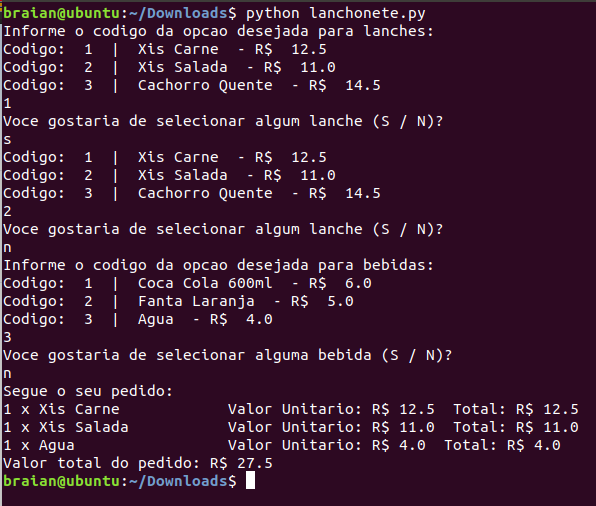 braian@ubuntu:~/Downloads$ python lanchonete.py
Informe o codigo da opcao desejada para lanches:
Codigo:  1  |  Xis Carne  - R$  12.5
Codigo:  2  |  Xis Salada  - R$  11.0
Codigo:  3  |  Cachorro Quente  - R$  14.5
1
Voce gostaria de selecionar algum lanche (S / N)?
s
Codigo:  1  |  Xis Carne  - R$  12.5
Codigo:  2  |  Xis Salada  - R$  11.0
Codigo:  3  |  Cachorro Quente  - R$  14.5
2
Voce gostaria de selecionar algum lanche (S / N)?
n
Informe o codigo da opcao desejada para bebidas:
Codigo:  1  |  Coca Cola 600ml  - R$  6.0
Codigo:  2  |  Fanta Laranja  - R$  5.0
Codigo:  3  |  Agua  - R$  4.0
3
Voce gostaria de selecionar alguma bebida (S / N)?
n
Segue o seu pedido:
1 x Xis Carne            Valor Unitario: R$ 12.5  Total: R$ 12.5
1 x Xis Salada           Valor Unitario: R$ 11.0  Total: R$ 11.0
1 x Agua                 Valor Unitario: R$ 4.0  Total: R$ 4.0
Valor total do pedido: R$ 27.5
braian@ubuntu:~/Downloads$